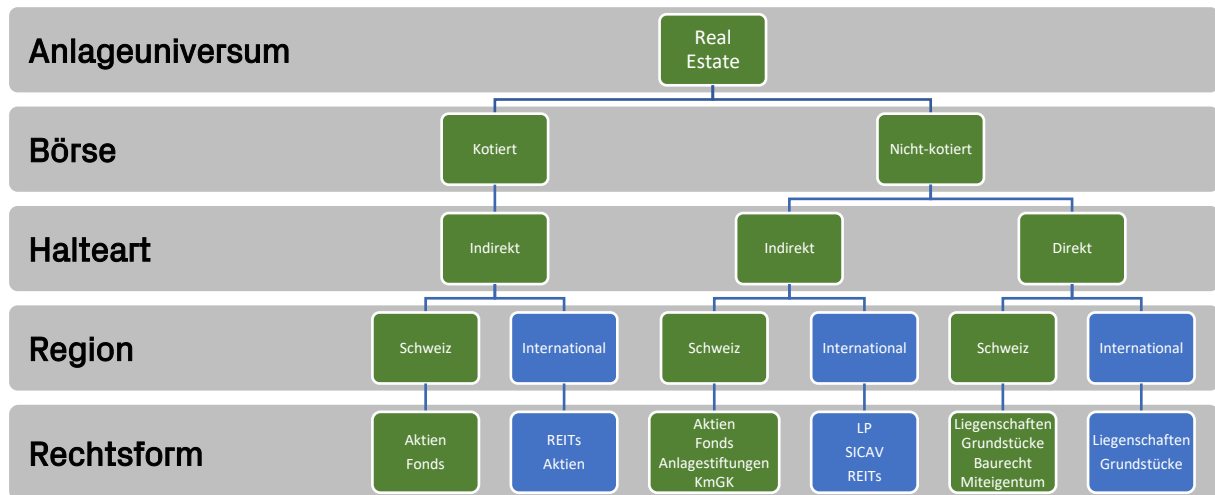 Anlageuniversum
Real
Estate
Börse
Kotiert
Nicht-kotiert
Halteart
Indirekt
Indirekt
Direkt
Region
Schweiz
International
Schweiz
International
Schweiz
International
Rechtsform
Aktien
Fonds
REITs
Aktien
Aktien
Fonds
Anlagestiftungen
KmGK
LP
SICAV
REITs
Liegenschaften
Grundstücke
Baurecht
Miteigentum
Liegenschaften
Grundstücke